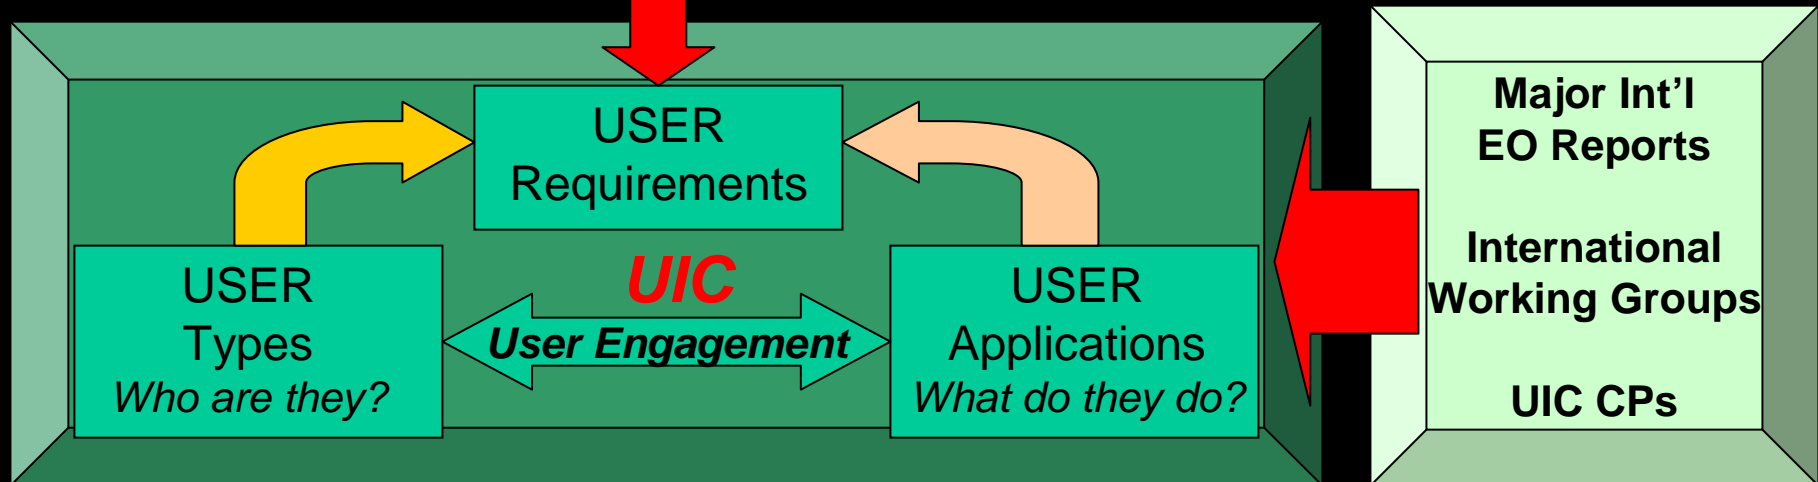 USER
Requirements
USER
Types
Who are they?
UIC
User Engagement
USER
Applications
What do they do?
Major Int'l
EO Reports
International
Working Groups
UIC CPs